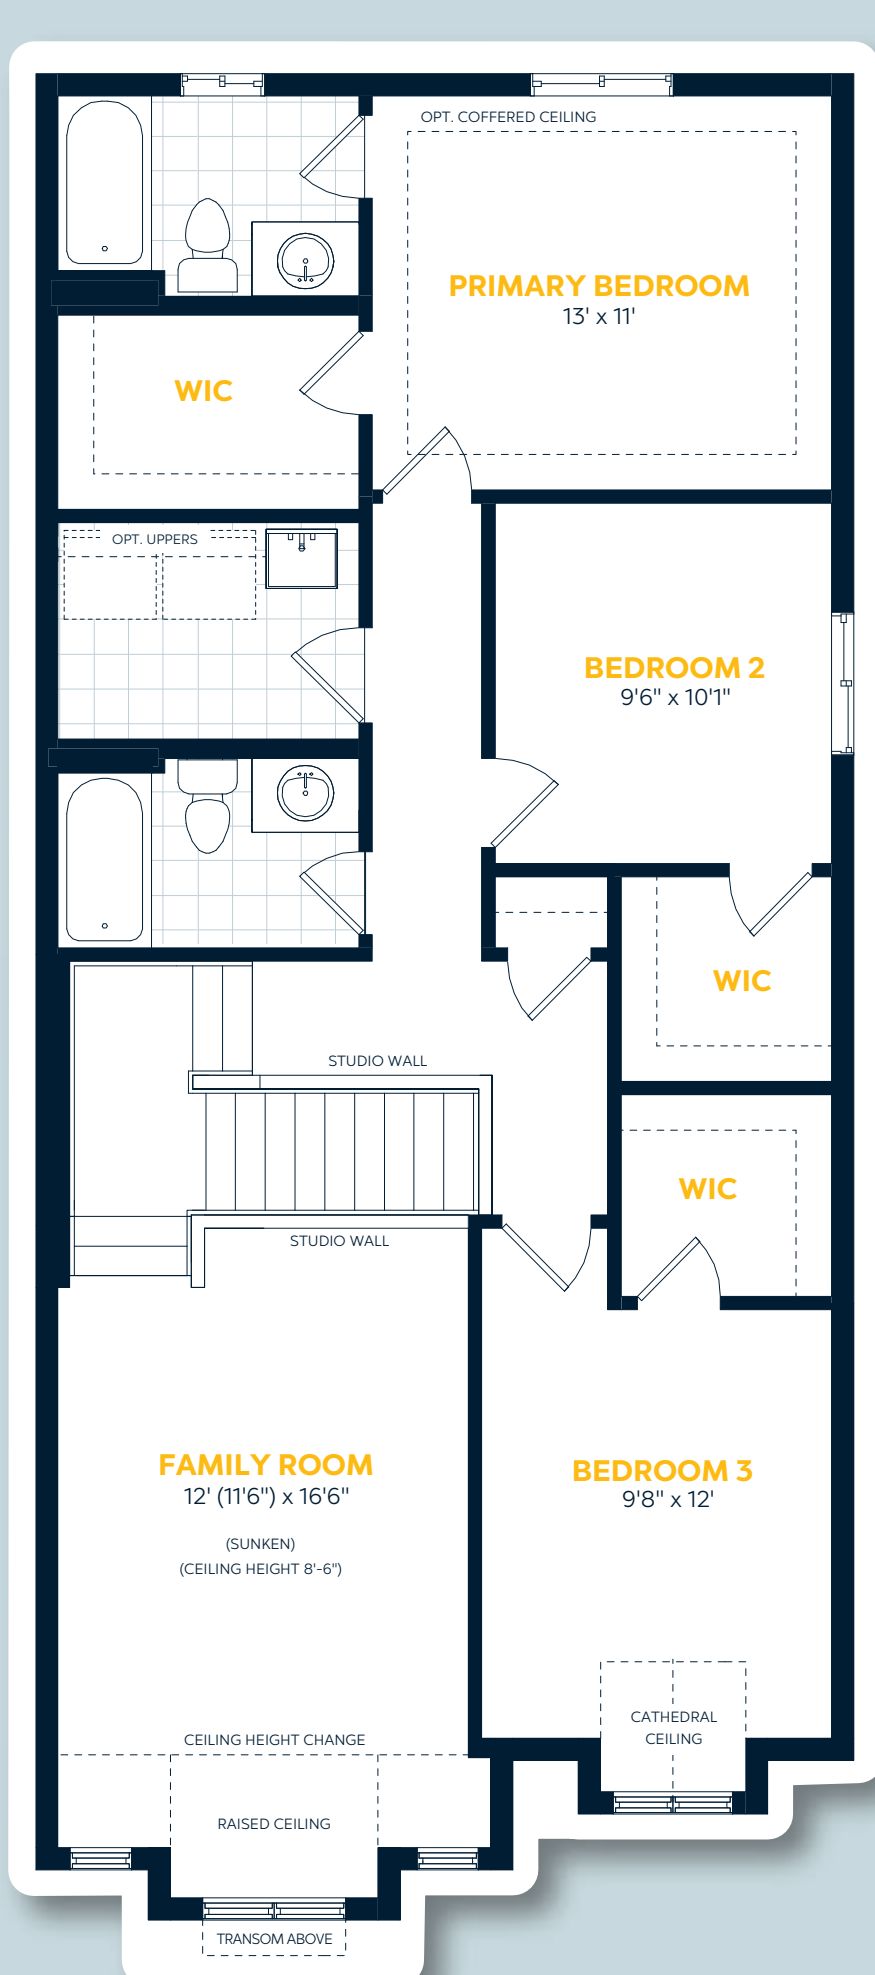 OPT. COFFERED CEILING
PRIMARY BEDROOM
13' x 11'
WIC
OPT. UPPERS
BEDROOM 2
9'6" x 10'1"
WIC
STUDIO WALL
WIC
STUDIO WALL
FAMILY ROOM
12' (11'6") x 16'6"
(SUNKEN)
(CEILING HEIGHT 8'-6")
BEDROOM 3
9'8" x 12'
CATHEDRAL
CEILING
CEILING HEIGHT CHANGE
RAISED CEILING
TRANSOM ABOVE